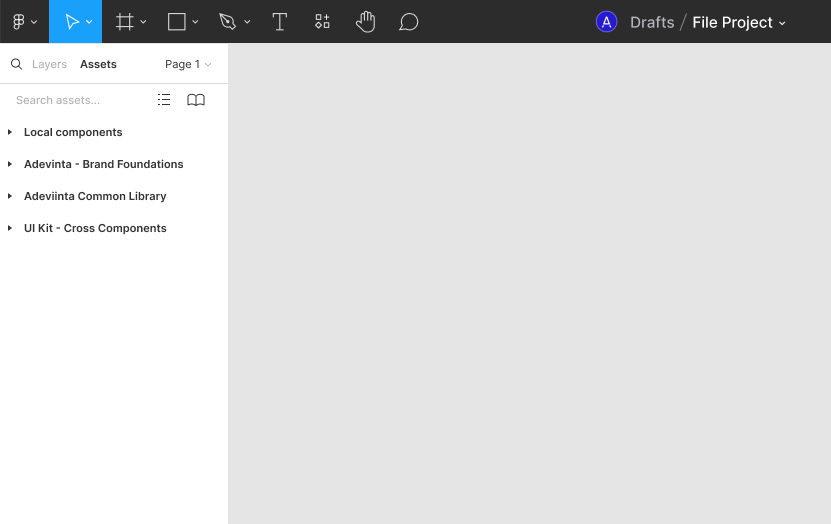 A Drafts / File Project
Layers Assets Page 1
Search assets...
Local components
Adevinta - Brand Foundations
Adeviinta Common Library
UI Kit - Cross Components